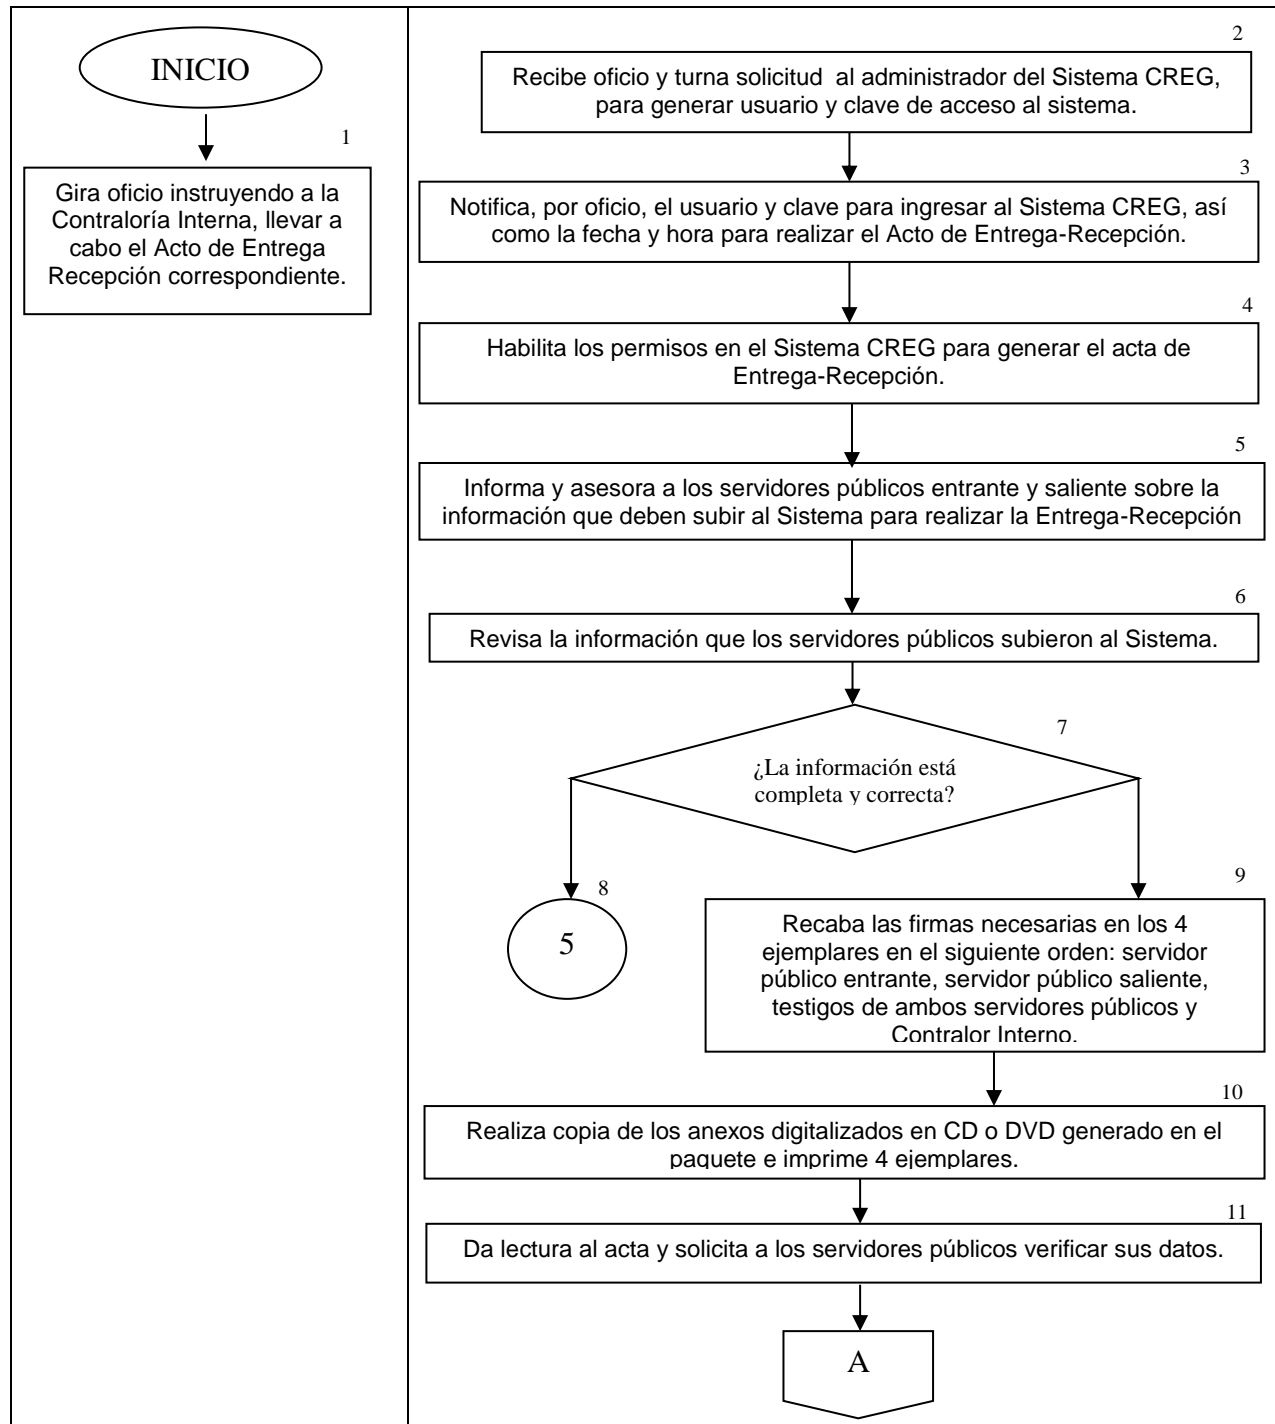 INICIO
1
Gira oficio instruyendo a la
Contraloría Interna, llevar a
cabo el Acto de Entrega
Recepción correspondiente.
2
Recibe oficio y turna solicitud al administrador del Sistema CREG,
para generar usuario y clave de acceso al sistema.
3
Notifica, por oficio, el usuario y clave para ingresar al Sistema CREG, así
como la fecha y hora para realizar el Acto de Entrega-Recepción.
4
Habilita los permisos en el Sistema CREG para generar el acta de
Entrega-Recepción.
5
Informa y asesora a los servidores públicos entrante y saliente sobre la
información que deben subir al Sistema para realizar la Entrega-Recepción
6
Revisa la información que los servidores públicos subieron al Sistema.
7
¿La información está
completa y correcta?
8
5
9
Recaba las firmas necesarias en los 4
ejemplares en el siguiente orden: servidor
público entrante, servidor público saliente,
testigos de ambos servidores públicos y
Contralor Interno.
10
Realiza copia de los anexos digitalizados en CD o DVD generado en el
paquete e imprime 4 ejemplares.
11
Da lectura al acta y solicita a los servidores públicos verificar sus datos.
A